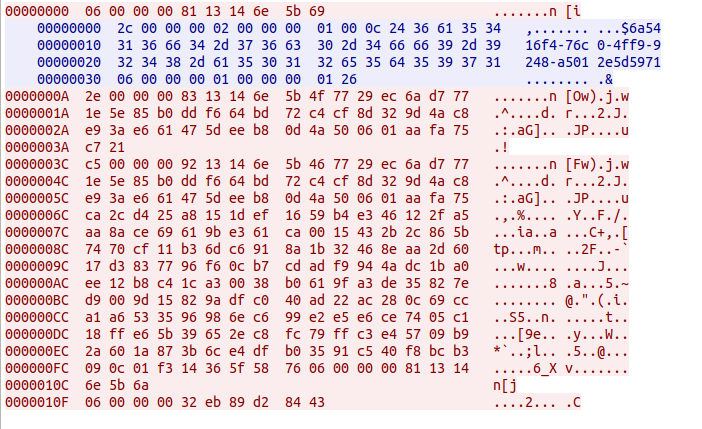 00000000 06 00 00 00 81 13 14 6e 5b 69 .......n [i
00000000 2c 00 00 00 02 00 00 00 01 00 0c 24 36 61 35 34 ,....... ...$6a54
00000010 31 36 66 34 2d 37 36 63 30 2d 34 66 66 39 2d 39 16f4-76c 0-4ff9-9
00000020 32 34 38 2d 61 35 30 31 32 65 35 64 35 39 37 31 248-a501 2e5d5971
00000030 06 00 00 00 01 00 00 00 01 26 ........ .&
0000000A 2e 00 00 00 83 13 14 6e 5b 4f 77 29 ec 6a d7 77 .......n [Ow).j.w
0000001A 1e 5e 85 b0 dd f6 64 bd 72 c4 cf 8d 32 9d 4a c8 .^....d. r...2.J.
0000002A e9 3a e6 61 47 5d ee b8 0d 4a 50 06 01 aa fa 75 .:.aG].. .JP....u
0000003A c7 21 .!
0000003C c5 00 00 00 92 13 14 6e 5b 46 77 29 ec 6a d7 77 .......n [Fw).j.w
0000004C 1e 5e 85 b0 dd f6 64 bd 72 c4 cf 8d 32 9d 4a c8 .^....d. r...2.J.
0000005C e9 3a e6 61 47 5d ee b8 0d 4a 50 06 01 aa fa 75 .:.aG].. .JP....u
0000006C ca 2c d4 25 a8 15 1d ef 16 59 b4 e3 46 12 2f a5 .,.%.... .Y..F./.
0000007C aa 8a ce 69 61 9b e3 61 ca 00 15 43 2b 2c 86 5b ...ia..a ...C+,.[
0000008C 74 70 cf 11 b3 6d c6 91 8a 1b 32 46 8e aa 2d 60 tp...m.. ..2F..-`
0000009C 17 d3 83 77 96 f6 0c b7 cd ad f9 94 4a dc 1b a0 ...w.... ....J...
000000AC ee 12 b8 c4 1c a3 00 38 b0 61 9f a3 de 35 82 7e .......8 .a...5.~
000000BC d9 00 9d 15 82 9a df c0 40 ad 22 ac 28 0c 69 cc ........ @.".(.i.
000000CC a1 a6 53 35 96 98 6e c6 99 e2 e5 e6 ce 74 05 c1 ..S5..n. .....t..
000000DC 18 ff e6 5b 39 65 2e c8 fc 79 ff c3 e4 57 09 b9 ...[9e.. .y...W..
000000EC 2a 60 1a 87 3b 6c e4 df b0 35 91 c5 40 f8 bc b3 *`..;l.. .5..@...
000000FC 09 0c 01 f3 14 36 5f 58 76 06 00 00 00 81 13 14 .....6_X v.......
0000010C 6e 5b 6a n[j
0000010F 06 00 00 00 32 eb 89 d2 84 43 ....2... .C